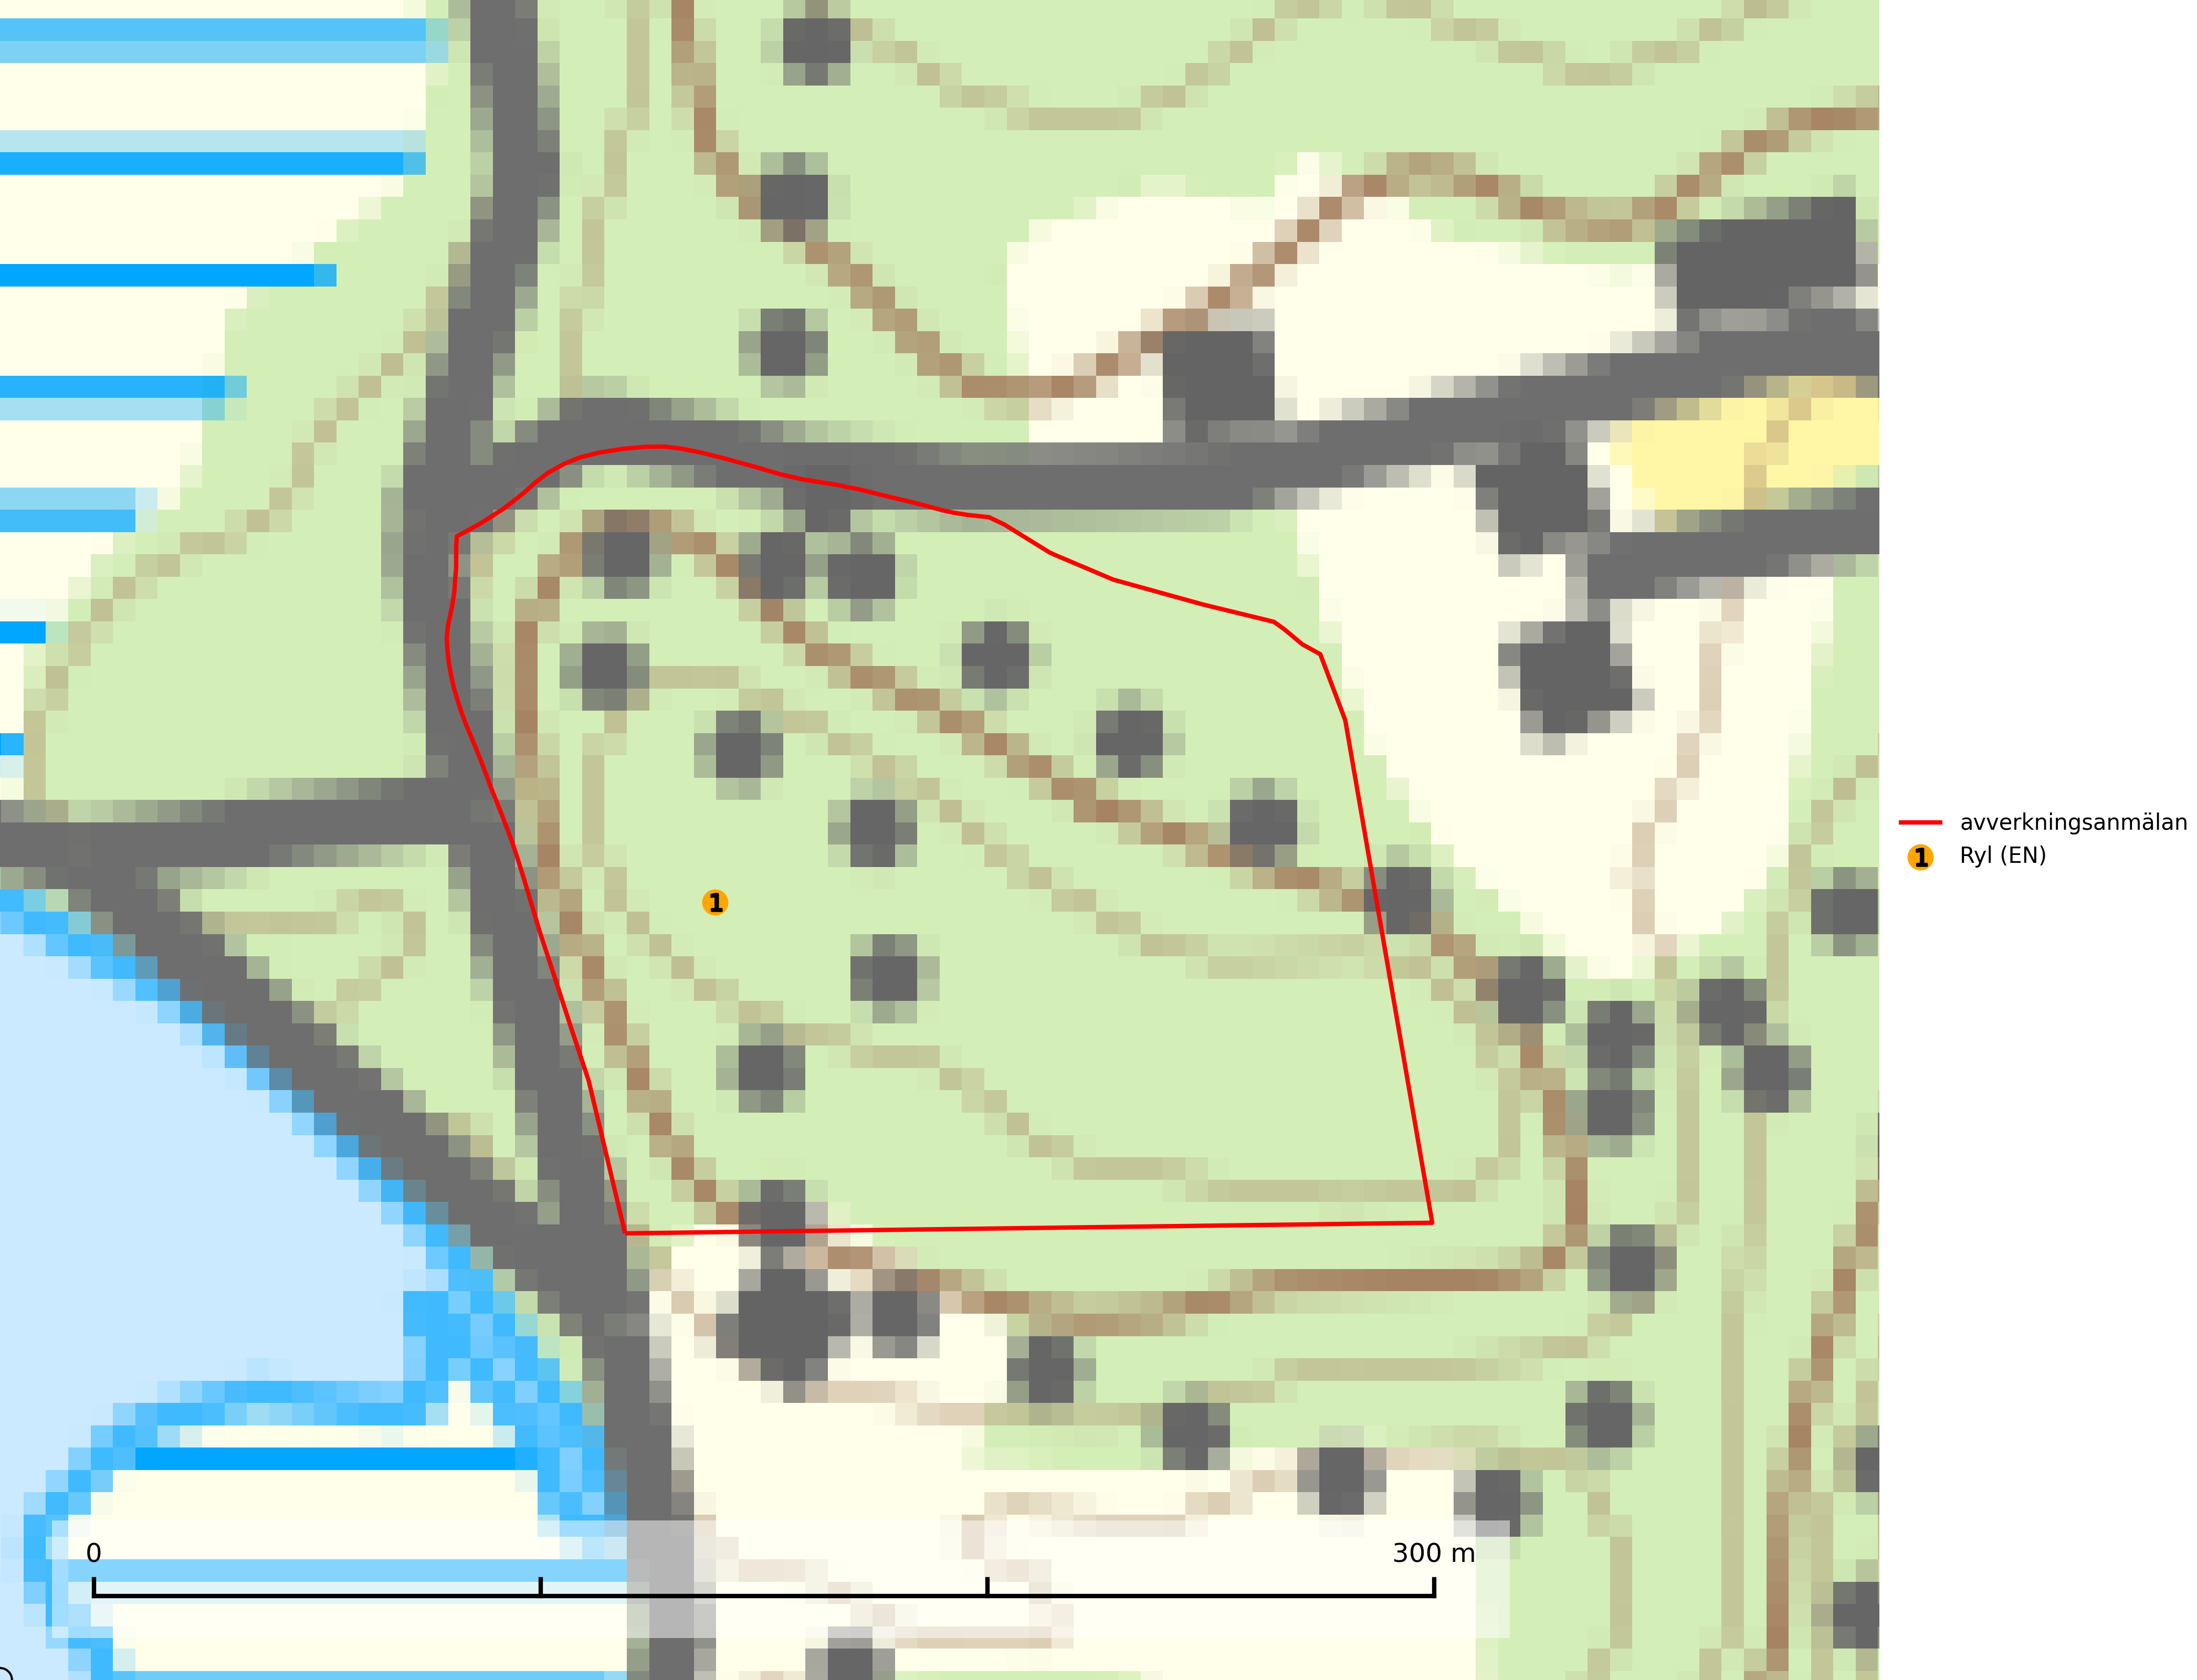 1
avverkningsanmälan
1 Ryl (EN)
0 300 m